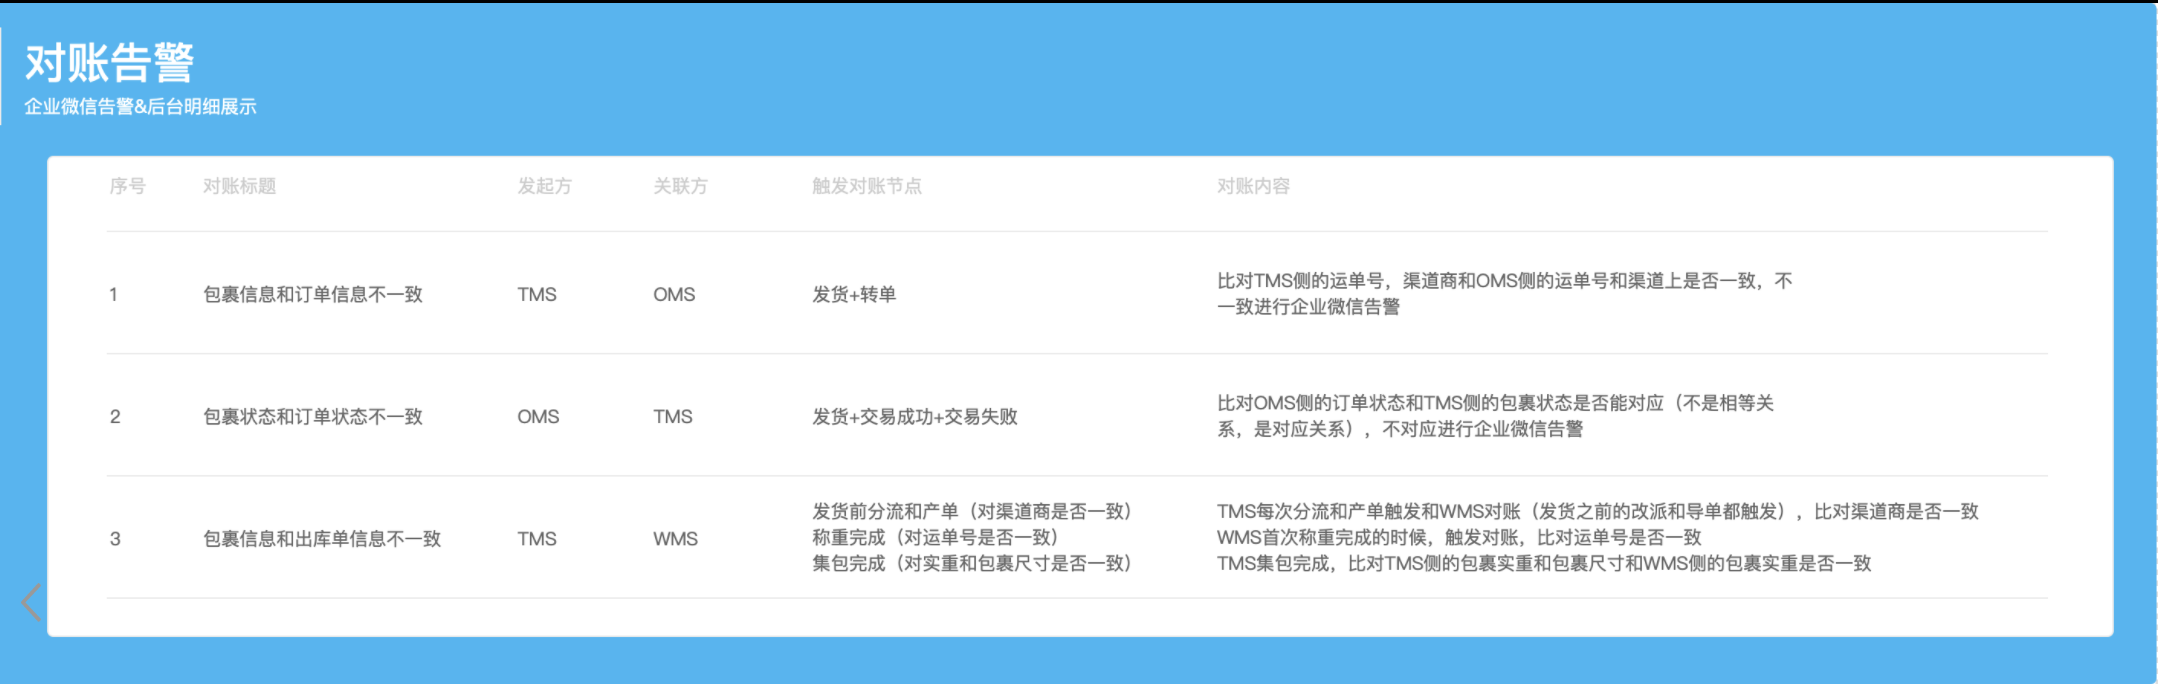 对账告警
企业微信告警&后台明细展示
序号 对账标题 发起方 关联方 触发对账节点 对账内容
1 包裹信息和订单信息不一致 TMS OMS 发货+转单 比对TMS侧的运单号，渠道商和OMS侧的运单号和渠道上是否一致，不
一致进行企业微信告警
2 包裹状态和订单状态不一致 OMS TMS 发货+交易成功+交易失败 比对OMS侧的订单状态和TMS侧的包裹状态是否能对应（不是相等关
系，是对应关系），不对应进行企业微信告警
3 包裹信息和出库单信息不一致 TMS WMS
发货前分流和产单（对渠道商是否一致）
称重完成（对运单号是否一致）
集包完成（对实重和包裹尺寸是否一致）
TMS每次分流和产单触发和WMS对账（发货之前的改派和导单都触发），比对渠道商是否一致
WMS首次称重完成的时候，触发对账，比对运单号是否一致
TMS集包完成，比对TMS侧的包裹实重和包裹尺寸和WMS侧的包裹实重是否一致